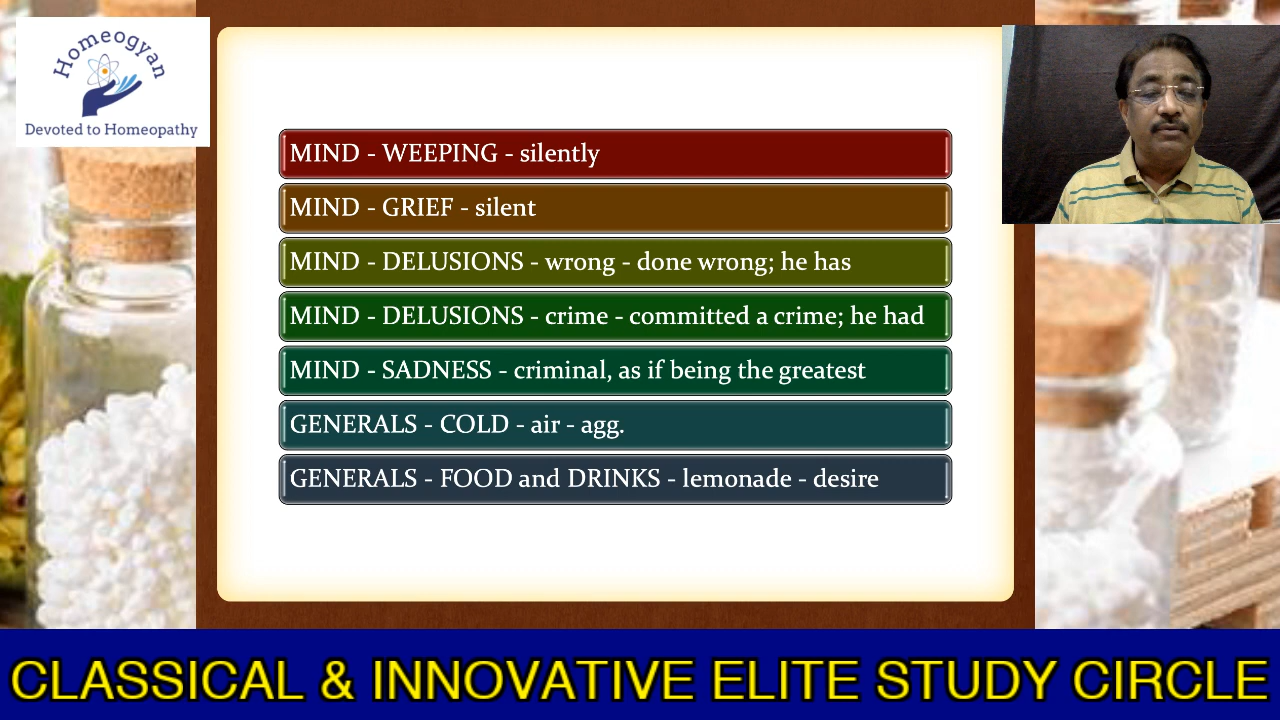 Homeogyan
Devoted to Homeopathy
MIND - WEEPING - silently
MIND - GRIEF - silent
MIND - DELUSIONS - wrong - done wrong; he has
MIND - DELUSIONS - crime - committed a crime; he had
MIND - SADNESS - criminal, as if being the greatest
GENERALS - COLD - air - agg.
GENERALS - FOOD and DRINKS - lemonade - desire
CLASSICAL & INNOVATIVE ELITE STUDY CIRCLE